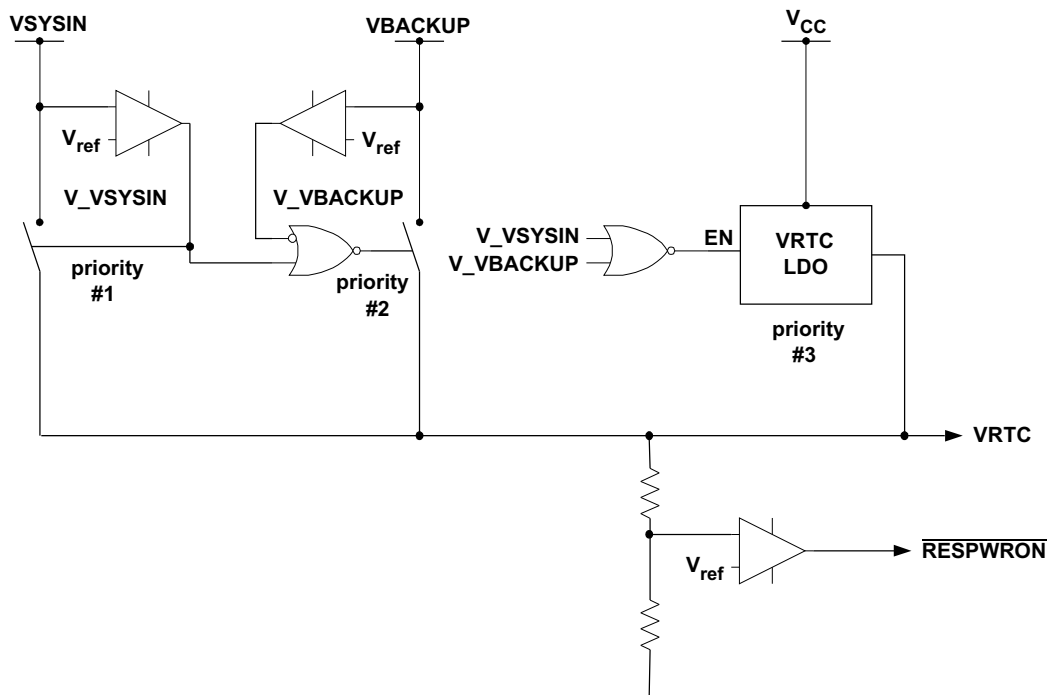 VSYSIN
VBACKUP
VCC
Vref
Vref
V_VSYSIN
V_VBACKUP
priority
#1
priority
#2
V_VSYSIN
V_VBACKUP
EN
VRTC
LDO
priority
#3
VRTC
Vref
RESPWRON